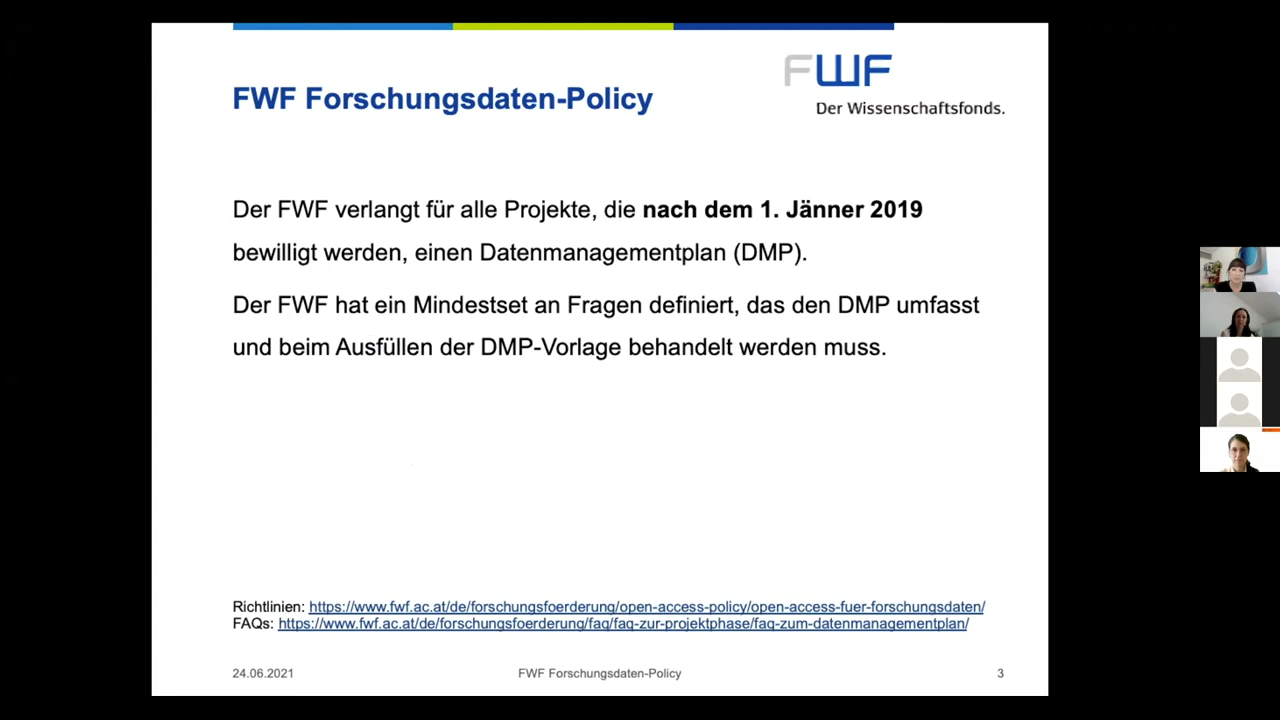 FWF
Der Wissenschaftsfonds.
FWF Forschungsdaten-Policy
Der FWF verlangt für alle Projekte, die nach dem 1. Jänner 2019
bewilligt werden, einen Datenmanagementplan (DMP).
Der FWF hat ein Mindestset an Fragen definiert, das den DMP umfasst
und beim Ausfüllen der DMP-Vorlage behandelt werden muss.
Richtlinien: https://www.fwf.ac.at/de/forschungsfoerderung/open-access-policy/open-access-fuer-forschungsdaten/
FAQs: https://www.fwf.ac.at/de/forschungsfoerderung/faq/faq-zur-projektphase/faq-zum-datenmanagementplan/
24.06.2021
FWF Forschungsdaten-Policy
3